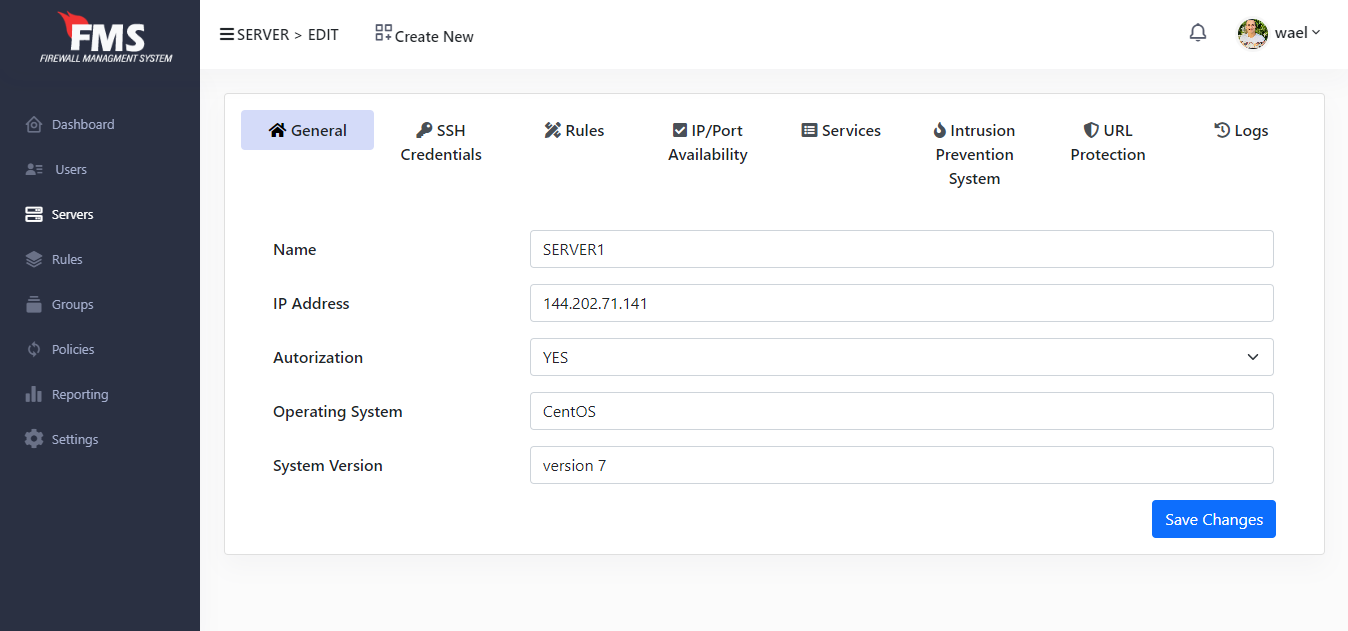 FMS
FIREWALL MANAGMENT SYSTEM
SERVER > EDIT
Create New
wael
Dashboard
Users
Servers
Rules
Groups
Policies
Reporting
Settings
General
SSH
Credentials
Rules
IP/Port
Availability
Services
Intrusion
Prevention
System
URL
Protection
Logs
Name
SERVER1
IP Address
144.202.71.141
Autorization
YES
Operating System
CentOS
System Version
version 7
Save Changes